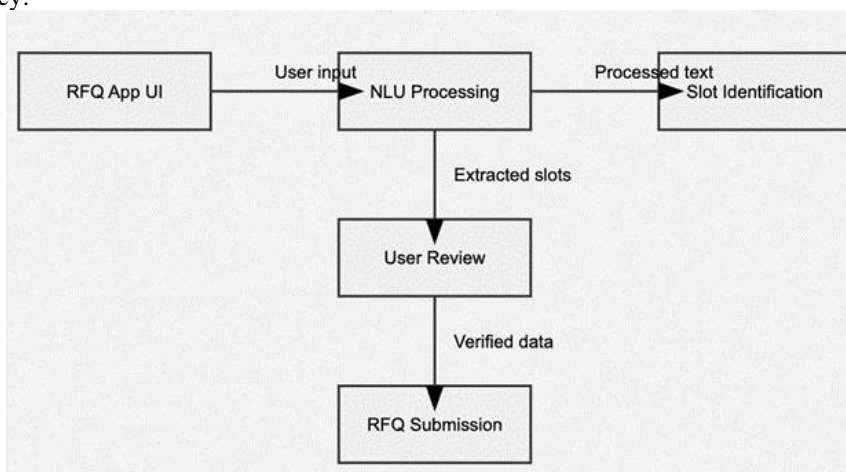 cy.
User input
Processed text
RFQ App UI
NLU Processing
Slot Identification
Extracted slots
User Review
Verified data
RFQ Submission